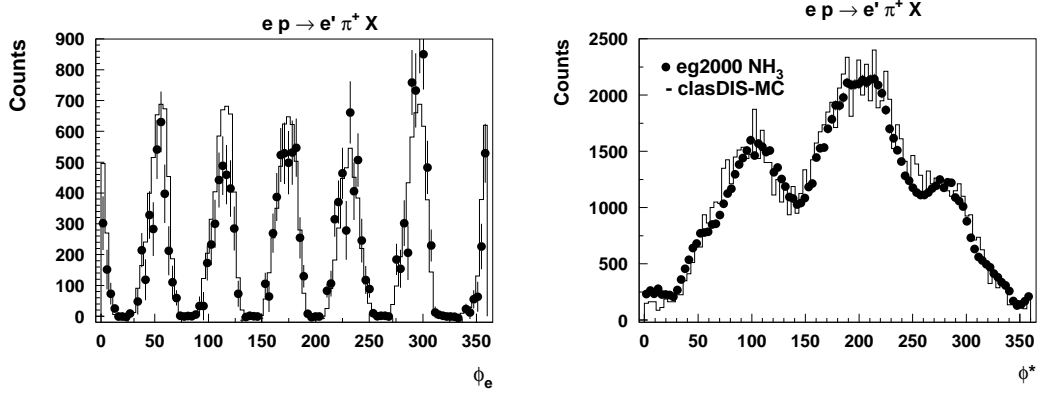 e p → e' π⁺ X
Counts
900
800
700
600
500
400
300
200
100
0
0 50 100 150 200 250 300 350
ϕₑ
e p → e' π⁺ X
Counts
2500
2000
1500
1000
500
0
● eg2000 NH₃
- clasDIS-MC
0 50 100 150 200 250 300 350
ϕ*